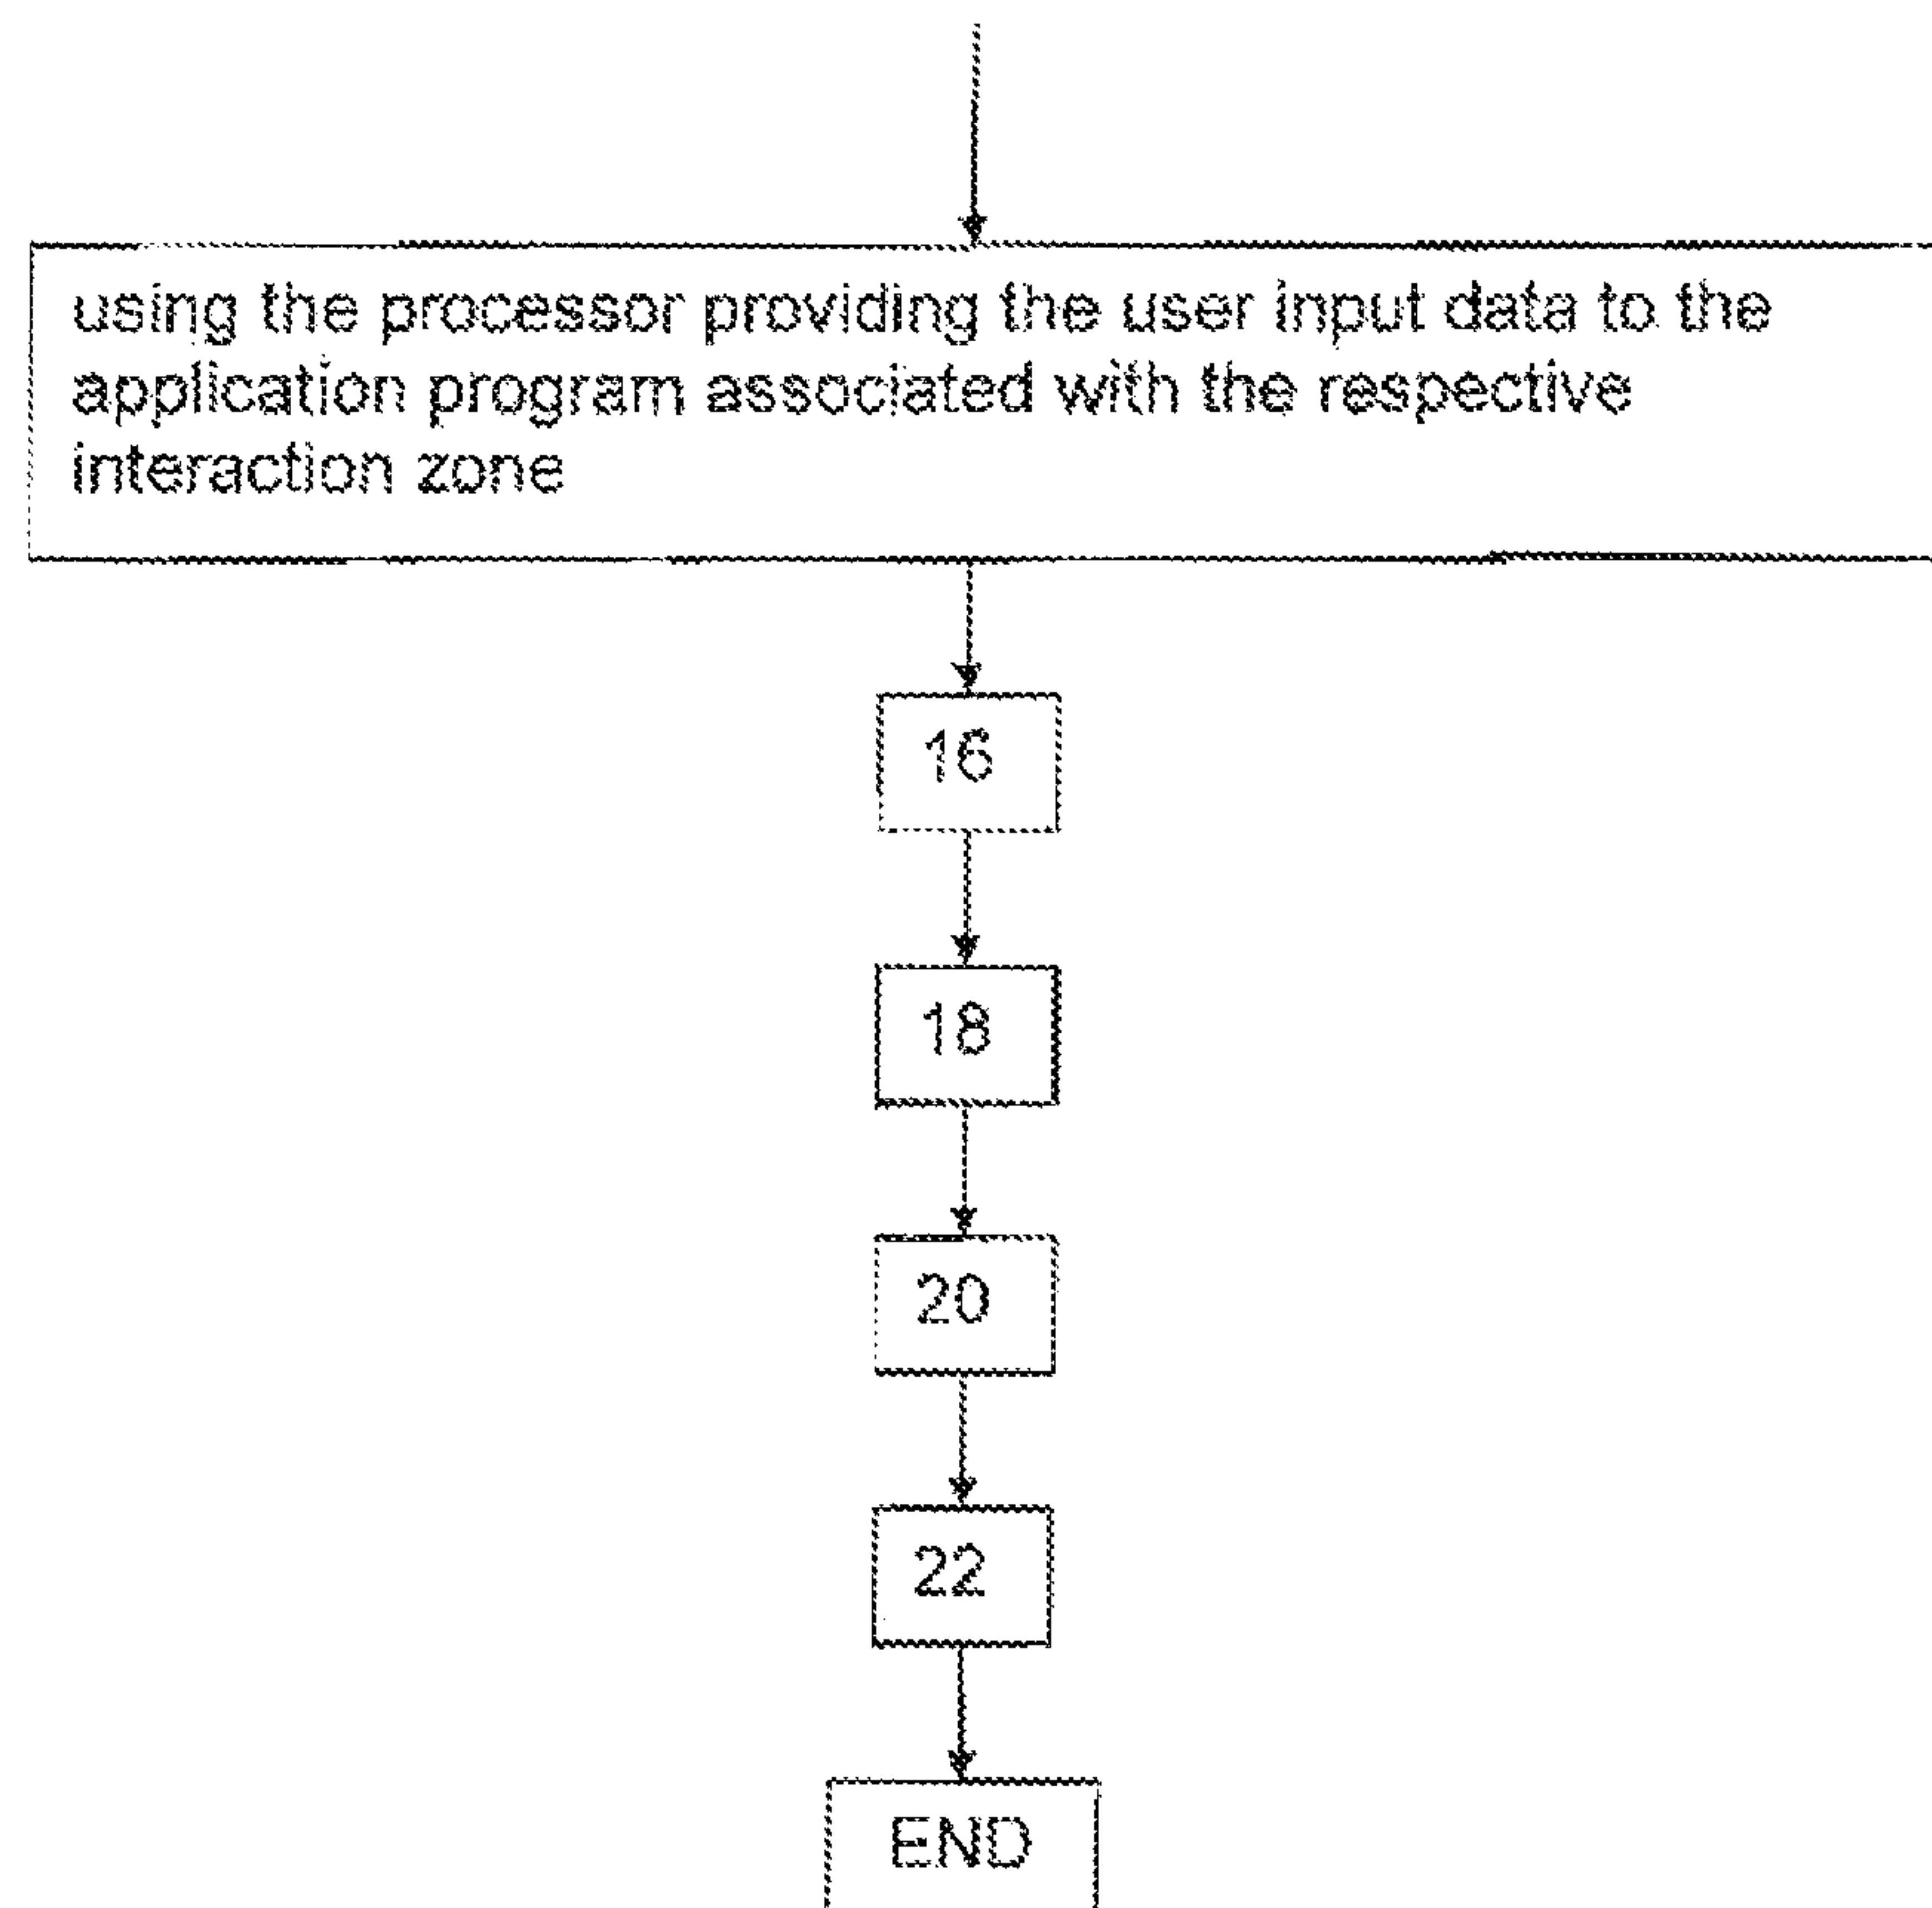 using the processor providing the user input data to the
application program associated with the respective
interaction zone
16
18
20
22
END